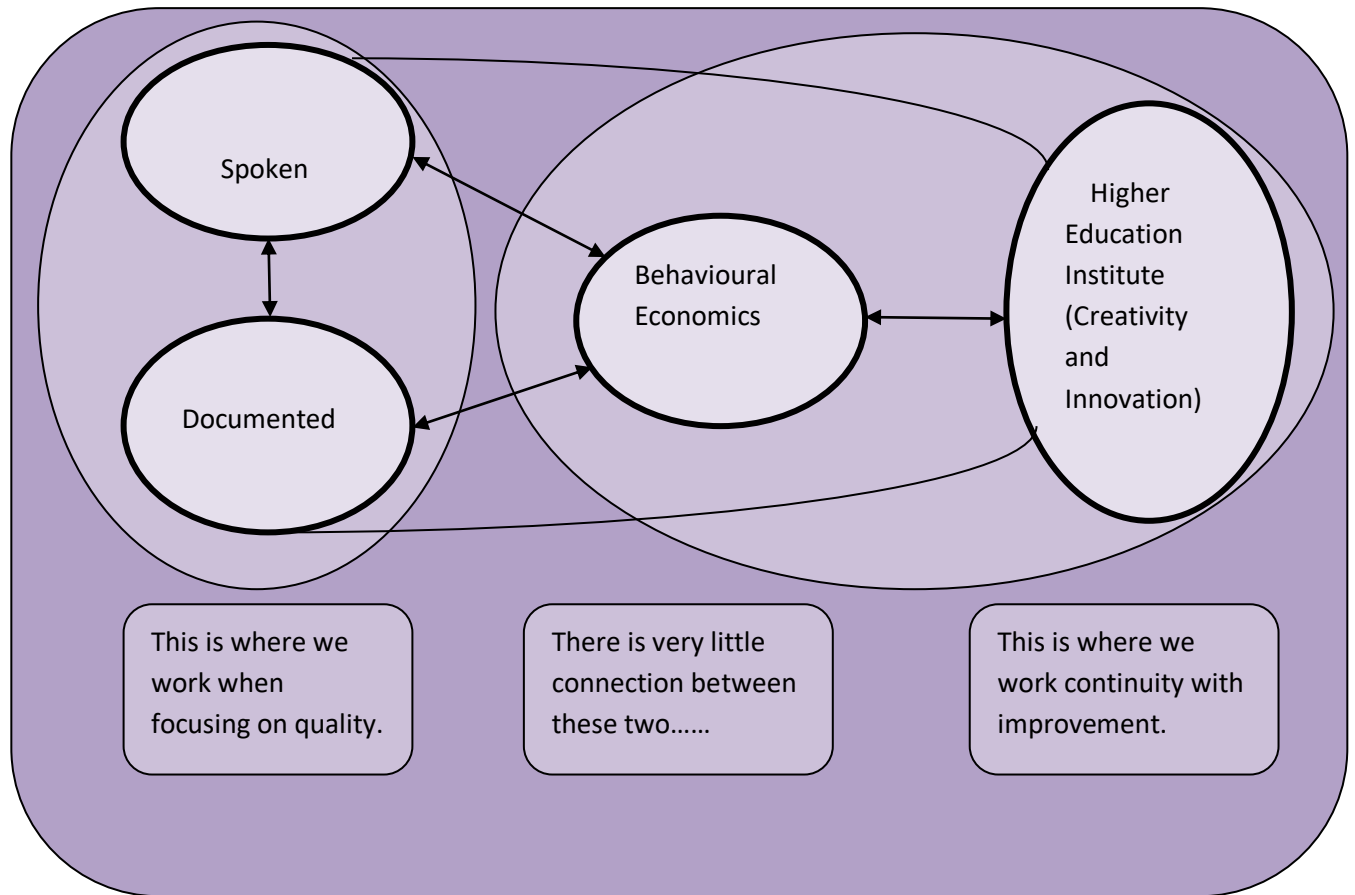 Spoken
Documented
Behavioural
Economics
Higher
Education
Institute
(Creativity
and
Innovation)
This is where we
work when
focusing on quality.
There is very little
connection between
these two......
This is where we
work continuity with
improvement.